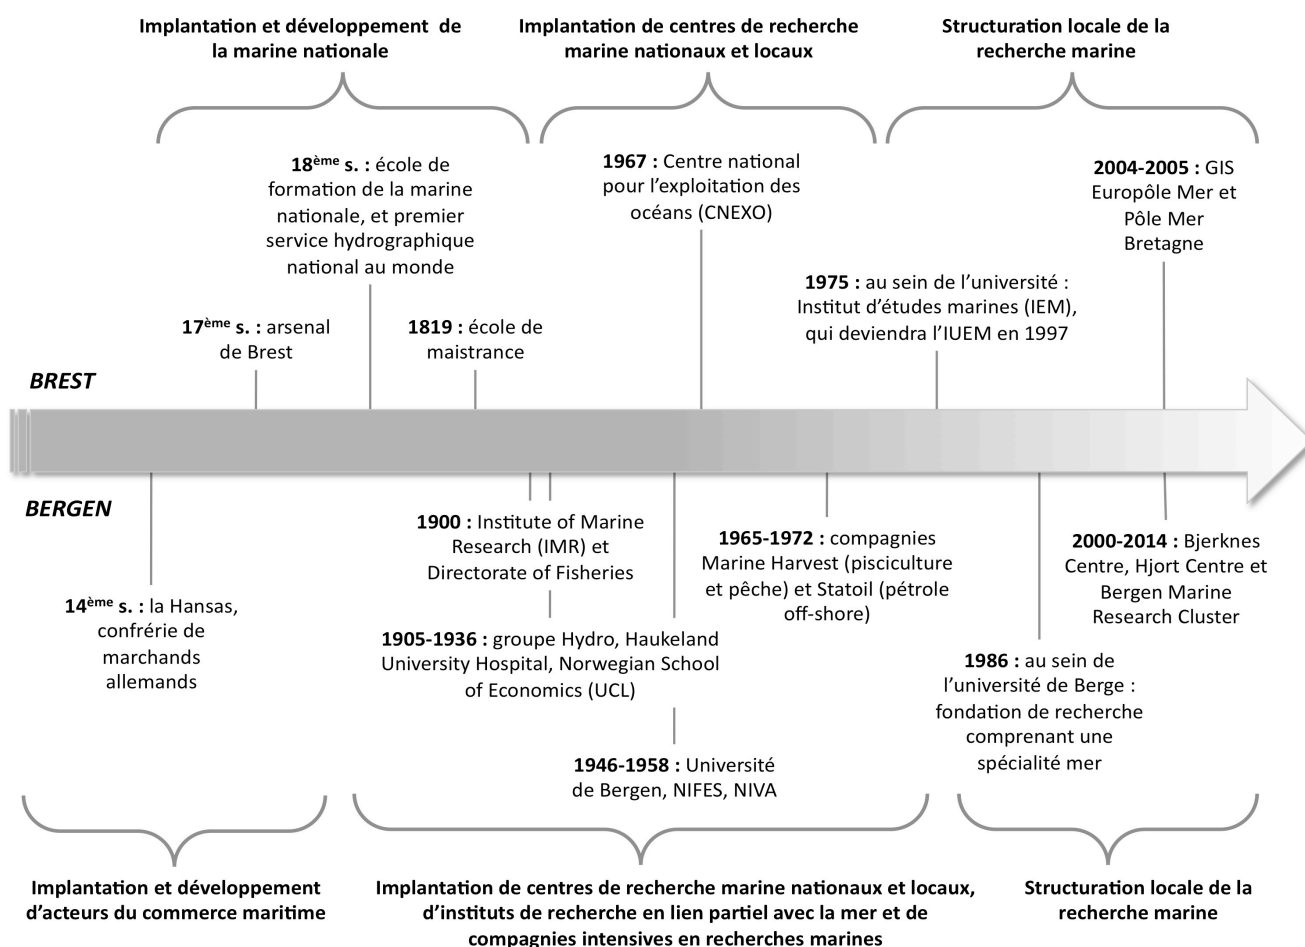 Implantation et développement  de
la marine nationale
Implantation de centres de recherche
marine nationaux et locaux
Structuration locale de la
recherche marine
18ème s. : école de
formation de la marine
nationale, et premier
service hydrographique
national au monde
1967 : Centre national
pour l’exploitation des
océans (CNEXO)
2004-2005 : GIS
Europôle Mer et
Pôle Mer
Bretagne
17ème s. : arsenal
de Brest
1819 : école de
maistrance
1975 : au sein de l’université :
Institut d’études marines (IEM),
qui deviendra l’IUEM en 1997
BREST
BERGEN
14ème s. : la Hansas,
confrérie de
marchands
allemands
1900 : Institute of Marine
Research (IMR) et
Directorate of Fisheries
1905-1936 : groupe Hydro, Haukeland
University Hospital, Norwegian School
of Economics (UCL)
1946-1958 : Université
de Bergen, NIFES, NIVA
1965-1972 : compagnies
Marine Harvest (pisciculture
et pêche) et Statoil (pétrole
off-shore)
1986 : au sein de
l’université de Berge :
fondation de recherche
comprenant une
spécialité mer
2000-2014 : Bjerknes
Centre, Hjort Centre et
Bergen Marine
Research Cluster
Implantation et développement
d’acteurs du commerce maritime
Implantation de centres de recherche marine nationaux et locaux,
d’instituts de recherche en lien partiel avec la mer et de
compagnies intensives en recherches marines
Structuration locale de la
recherche marine